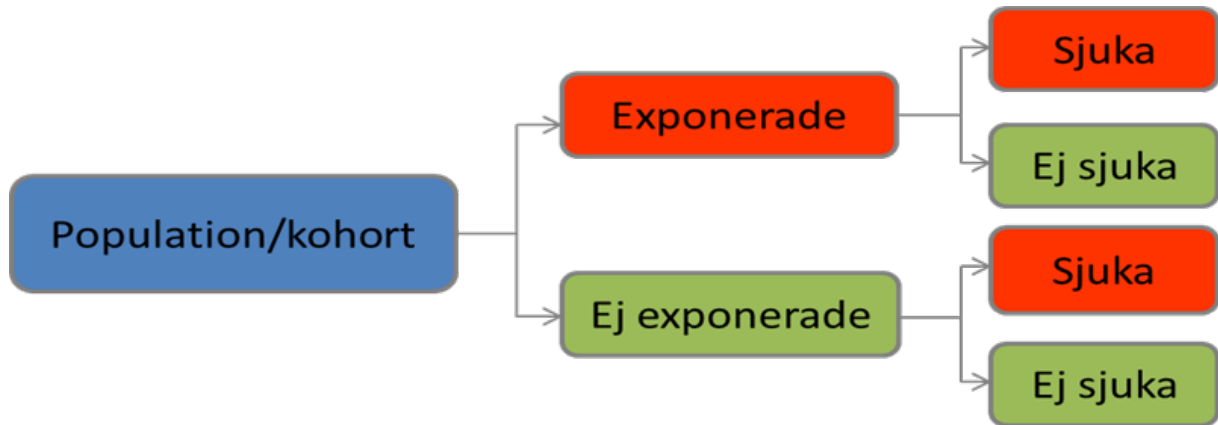 Population/kohort
Exponerade
Sjuka
Ej sjuka
Ej exponerade
Sjuka
Ej sjuka